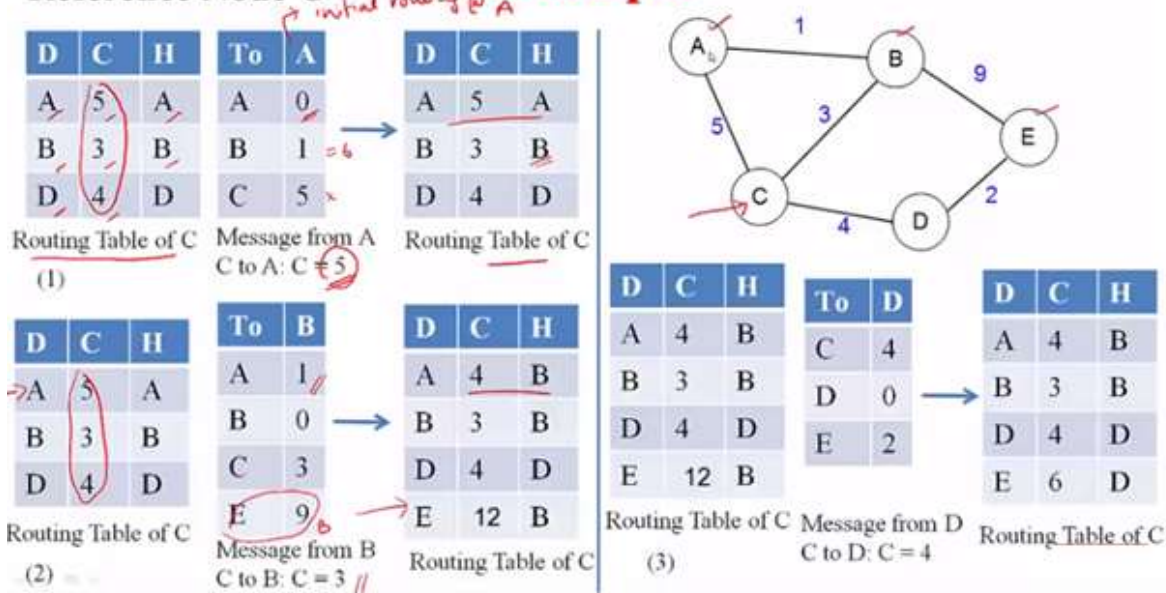 initial routing @ A
D C H
A 5 A
B 3 B
D 4 D
Routing Table of C
(1)
To A
A 0
B 1 = 6
C 5 x
Message from A
C to A: C = 5
D C H
A 5 A
B 3 B
D 4 D
Routing Table of C
D C H
A 5 A
B 3 B
D 4 D
Routing Table of C
(2)
To B
A 1
B 0
C 3
E 9 B
Message from B
C to B: C = 3
D C H
A 4 B
B 3 B
D 4 D
E 12 B
Routing Table of C
A
1
B
9
5
3
E
C
4
D
2
D C H
A 4 B
B 3 B
D 4 D
E 12 B
Routing Table of C
(3)
To D
C 4
D 0
E 2
Message from D
C to D: C = 4
D C H
A 4 B
B 3 B
D 4 D
E 6 D
Routing Table of C